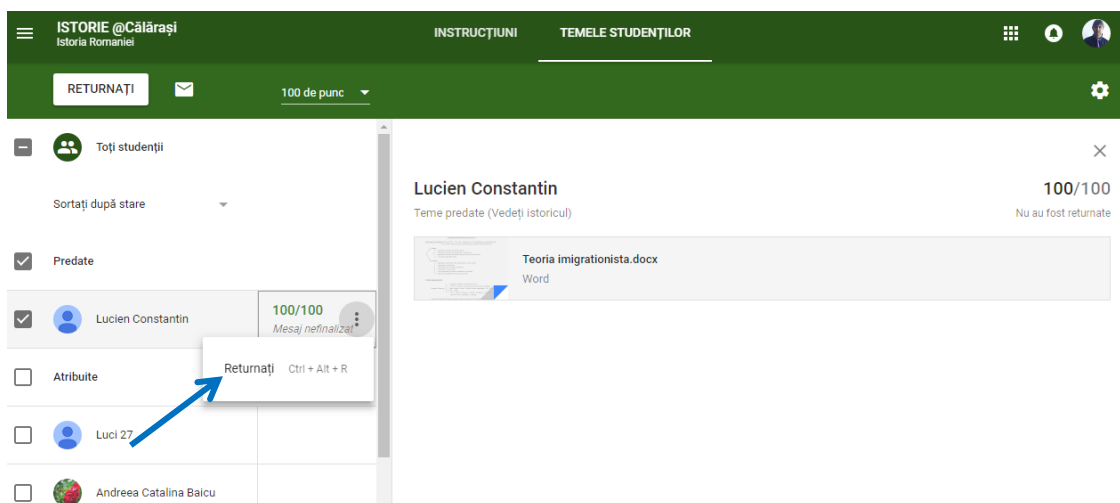 ISTORIE @Călărași
Istoria Romaniei
INSTRUCȚIUNI
TEMELE STUDENȚILOR
RETURNAȚI
100 de punc
Toți studenții
Sortați după stare
Predate
Lucien Constantin
100/100
Mesaj nefinalizat
Returnați Ctrl + Alt + R
Atribuite
Luci 27
Andreea Catalina Baicu
Lucien Constantin
100/100
Teme predate (Vedeți istoricul)
Nu au fost returnate
Teoria imigrationista.docx
Word